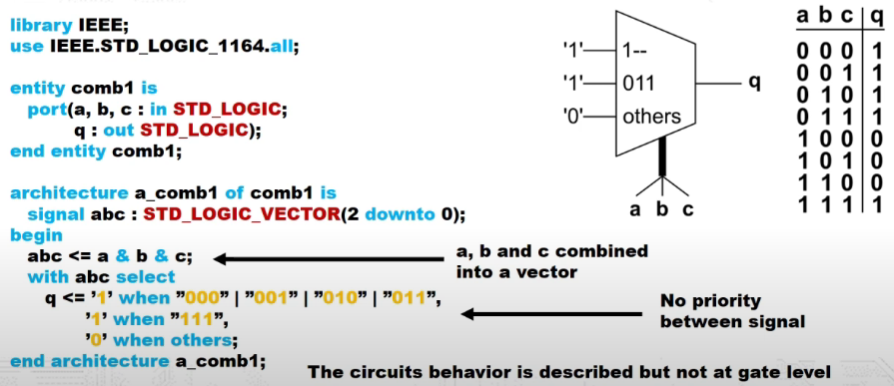 library IEEE;
use IEEE.STD_LOGIC_1164.all;
entity comb1 is
port(a, b, c : in STD_LOGIC;
q : out STD_LOGIC);
end entity comb1;
architecture a_comb1 of comb1 is
signal abc : STD_LOGIC_VECTOR(2 downto 0);
begin
abc <= a & b & c;
with abc select
q <= '1' when ”000” | ”001” | ”010” | ”011”,
'1' when ”111”,
'0' when others;
end architecture a_comb1;
'1' 1--
'1' 011
'0' others
q
a b c
a b c q
0 0 0 1
0 0 1 1
0 1 0 1
0 1 1 1
1 0 0 0
1 0 1 0
1 1 0 0
1 1 1 1
a, b and c combined
into a vector
No priority
between signal
The circuits behavior is described but not at gate level